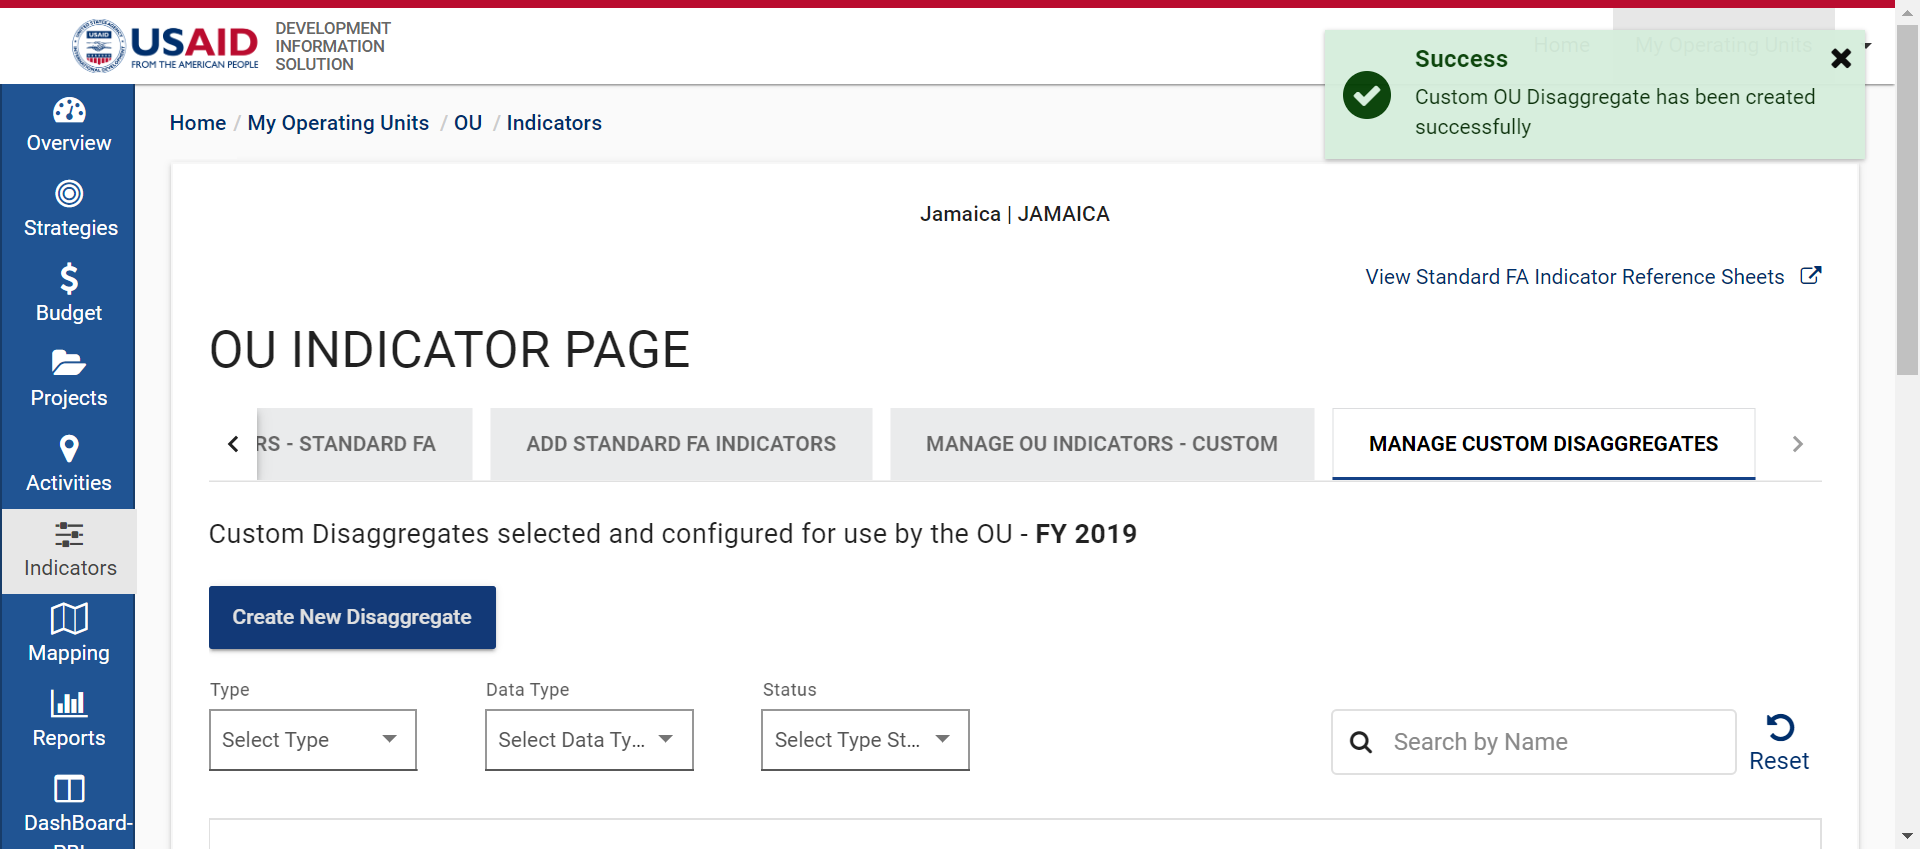 USAID
FROM THE AMERICAN PEOPLE
DEVELOPMENT
INFORMATION
SOLUTION
Home
My Operating Units
Success
Custom OU Disaggregate has been created
successfully
Overview
Strategies
Budget
Projects
Activities
Indicators
Mapping
Reports
DashBoard-
Home / My Operating Units / OU / Indicators
Jamaica | JAMAICA
View Standard FA Indicator Reference Sheets
OU INDICATOR PAGE
RS - STANDARD FA
ADD STANDARD FA INDICATORS
MANAGE OU INDICATORS - CUSTOM
MANAGE CUSTOM DISAGGREGATES
Custom Disaggregates selected and configured for use by the OU - FY 2019
Create New Disaggregate
Type
Data Type
Status
Select Type
Select Data Ty...
Select Type St...
Search by Name
Reset